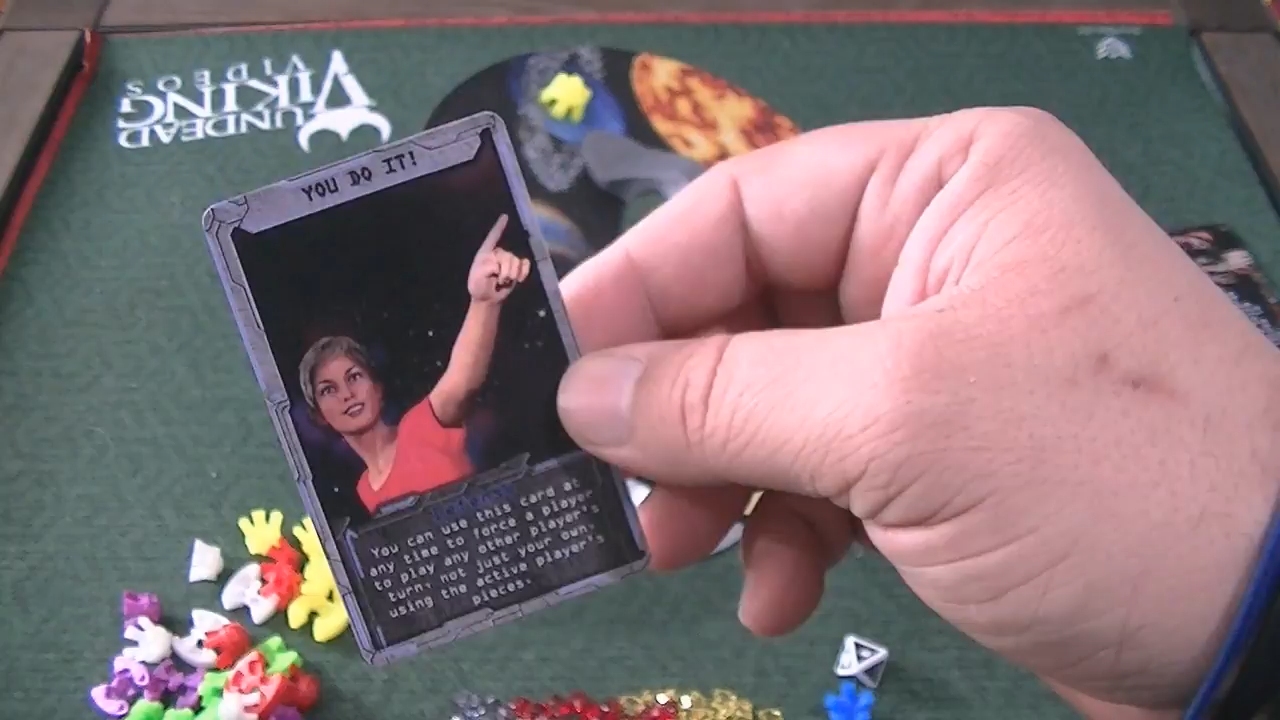 UNDEAD
VIKING
VIDEOS
YOU DO IT!
Defense
You can use this card at
any time to force a player
to play any other player's
turn, not just your own,
using the active player's
pieces.